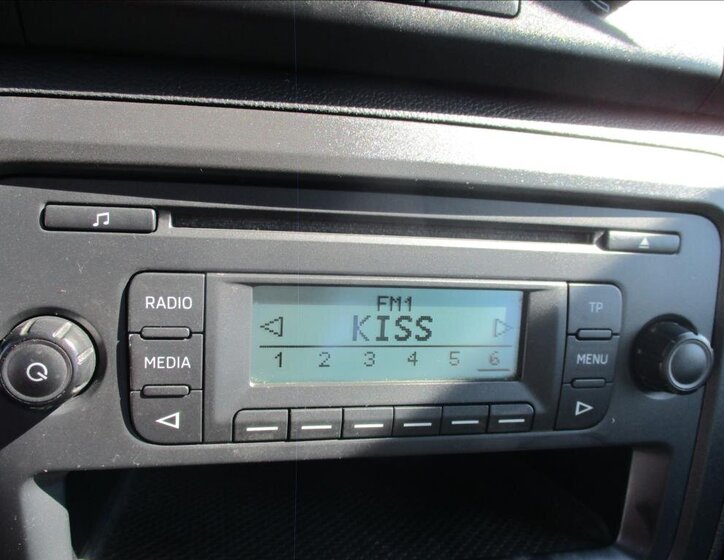 RADIO
MEDIA
FM1
KISS
1 2 3 4 5 6
TP
MENU